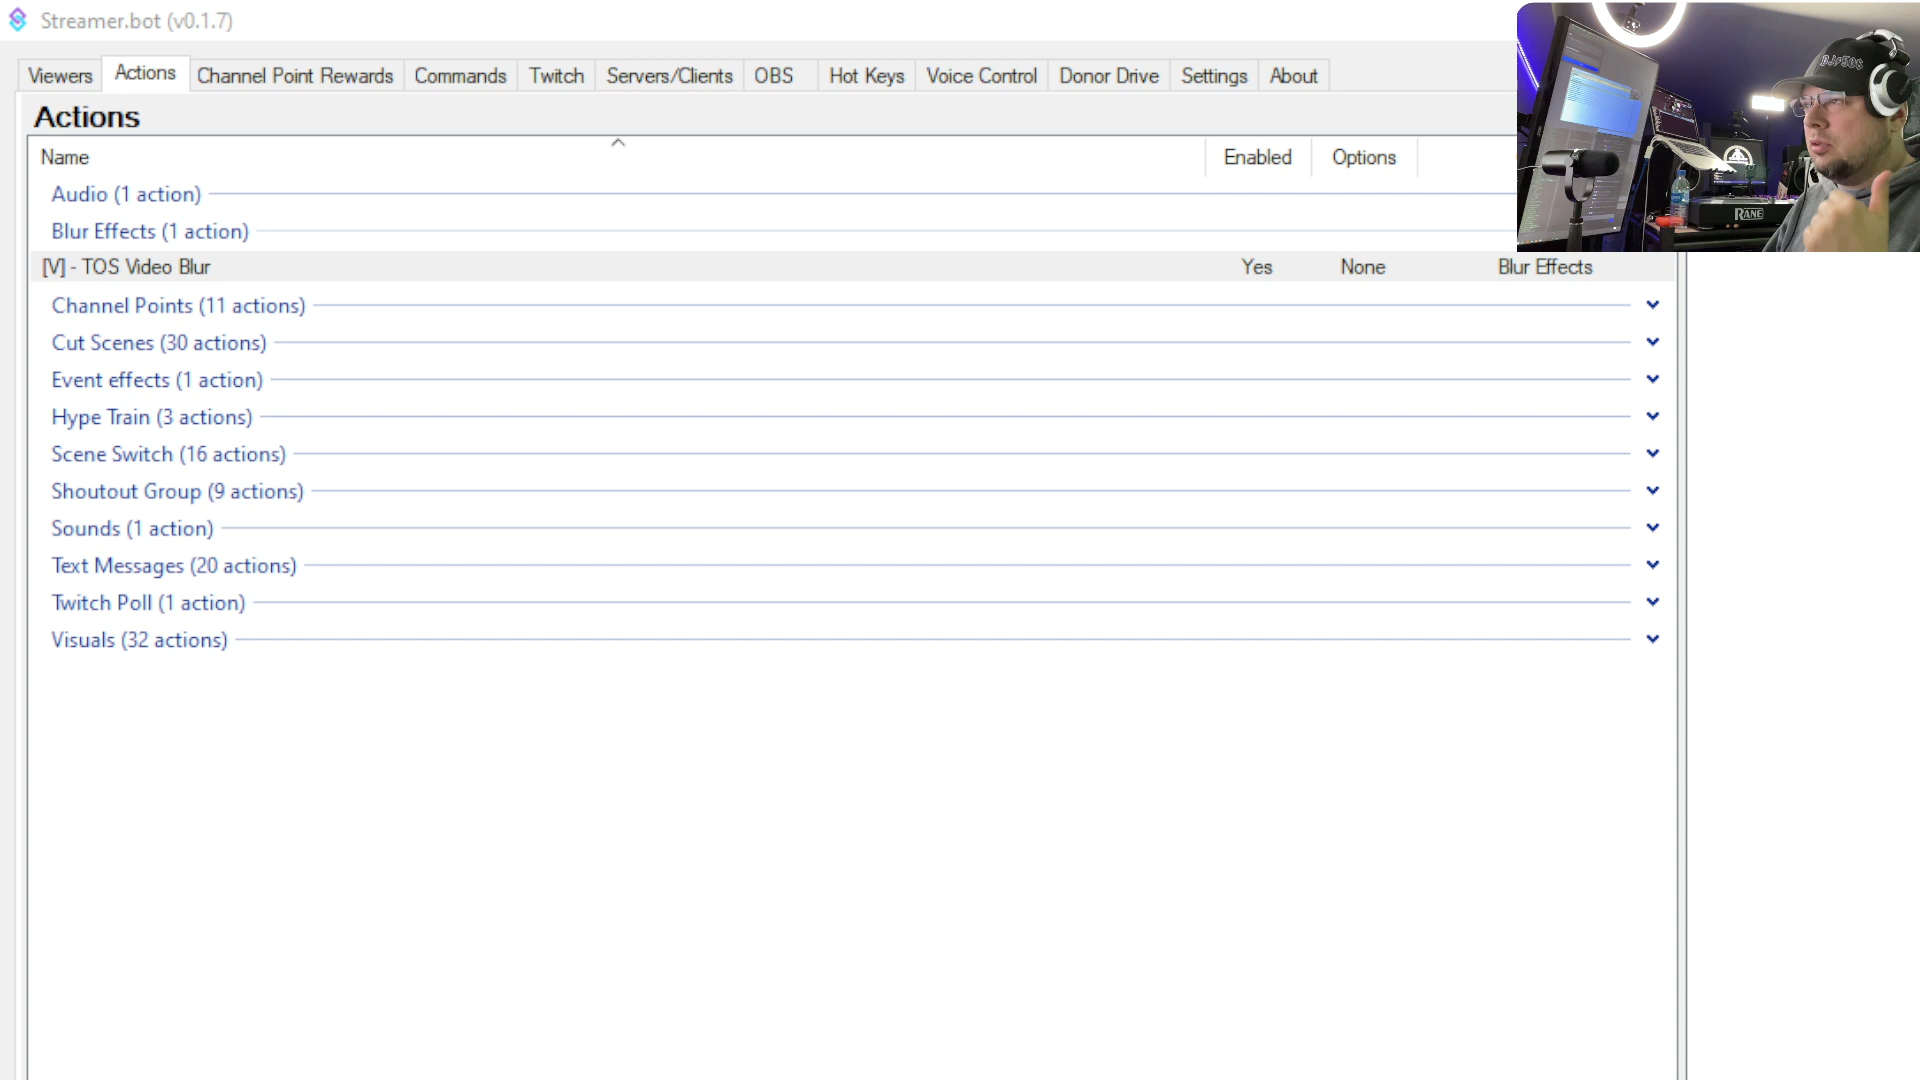 Streamer.bot (v0.1.7)
Viewers Actions Channel Point Rewards Commands Twitch Servers/Clients OBS Hot Keys Voice Control Donor Drive Settings About
Actions
Name Enabled Options
Audio (1 action)
Blur Effects (1 action)
[V] - TOS Video Blur Yes None Blur Effects
Channel Points (11 actions)
Cut Scenes (30 actions)
Event effects (1 action)
Hype Train (3 actions)
Scene Switch (16 actions)
Shoutout Group (9 actions)
Sounds (1 action)
Text Messages (20 actions)
Twitch Poll (1 action)
Visuals (32 actions)
RANE